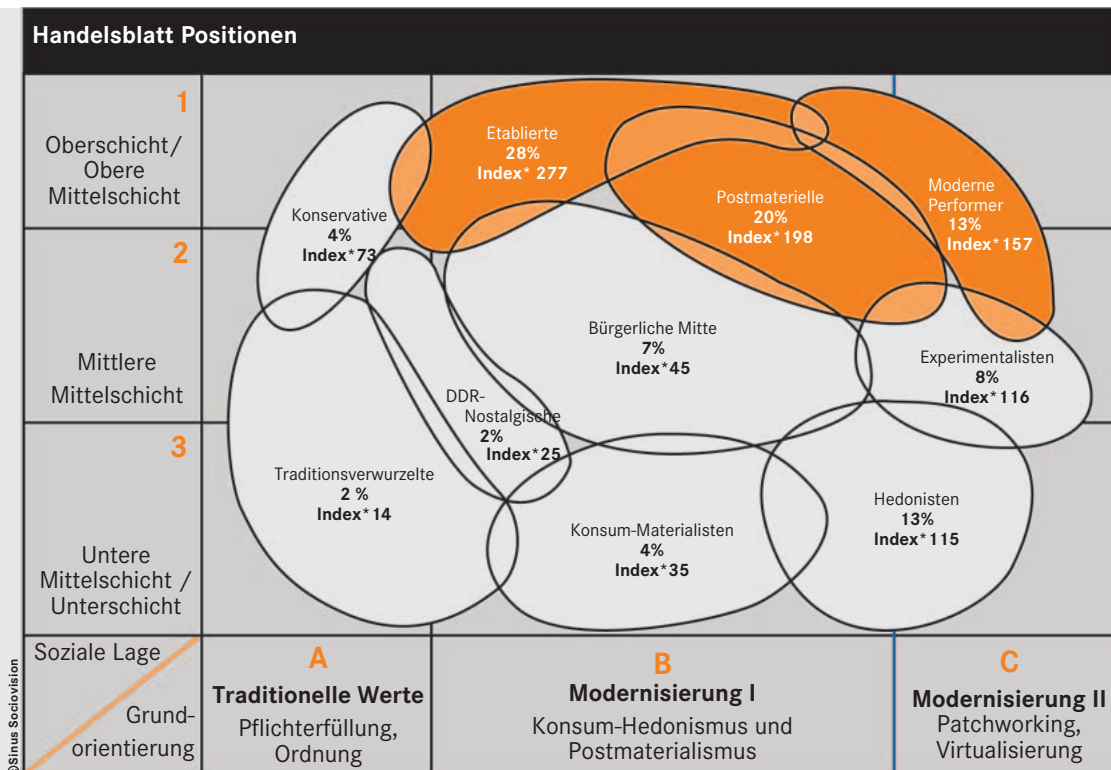 Handelsblatt Positionen
1
Oberschicht/
Obere
Mittelschicht
Etablierte
28%
Index* 277
Postmaterielle
20%
Index*198
Moderne
Performer
13%
Index*157
Konservative
4%
Index*73
2
Mittlere
Mittelschicht
Bürgerliche Mitte
7%
Index*45
Experimentalisten
8%
Index*116
DDR-
Nostalgische
2%
Index*25
3
Untere
Mittelschicht /
Unterschicht
Traditionsverwurzelte
2 %
Index*14
Konsum-Materialisten
4%
Index*35
Hedonisten
13%
Index*115
Soziale Lage
Grund-
orientierung
A
Traditionelle Werte
Pflichterfüllung,
Ordnung
B
Modernisierung I
Konsum-Hedonismus und
Postmaterialismus
C
Modernisierung II
Patchworking,
Virtualisierung
©Sinus Sociovision